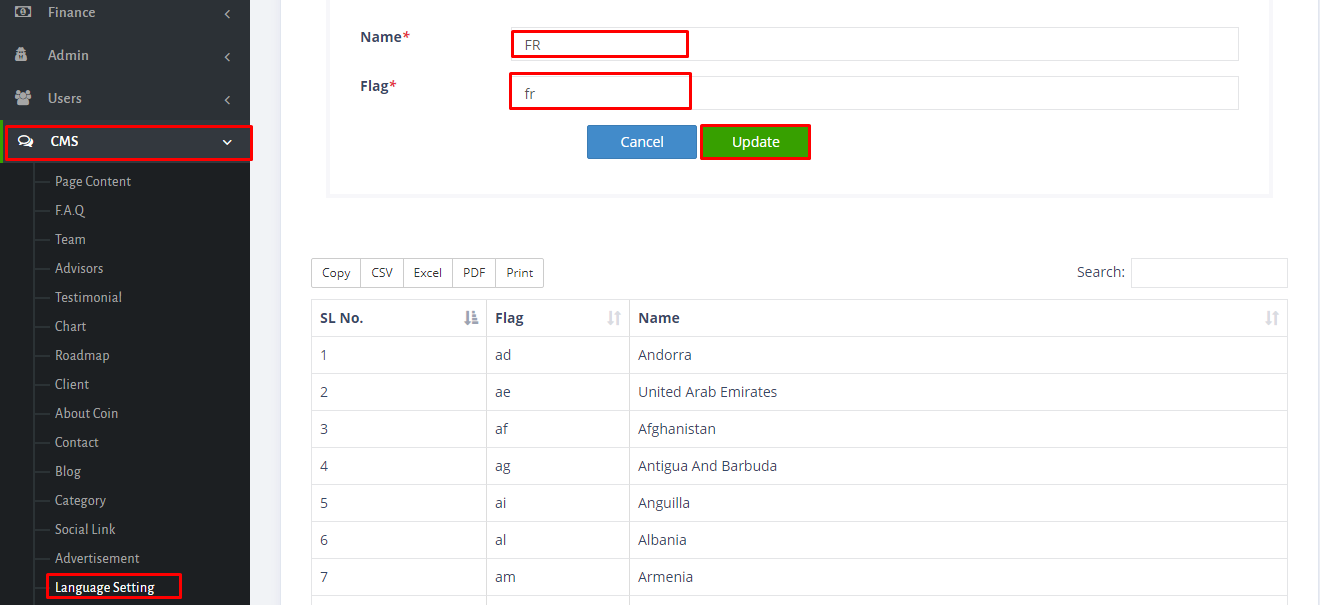 Finance
Admin
Users
CMS
Page Content
F.A.Q
Team
Advisors
Testimonial
Chart
Roadmap
Client
About Coin
Contact
Blog
Category
Social Link
Advertisement
Language Setting
Name* FR
Flag* fr
Cancel Update
Copy CSV Excel PDF Print Search:
SL No. Flag Name
1 ad Andorra
2 ae United Arab Emirates
3 af Afghanistan
4 ag Antigua And Barbuda
5 ai Anguilla
6 al Albania
7 am Armenia